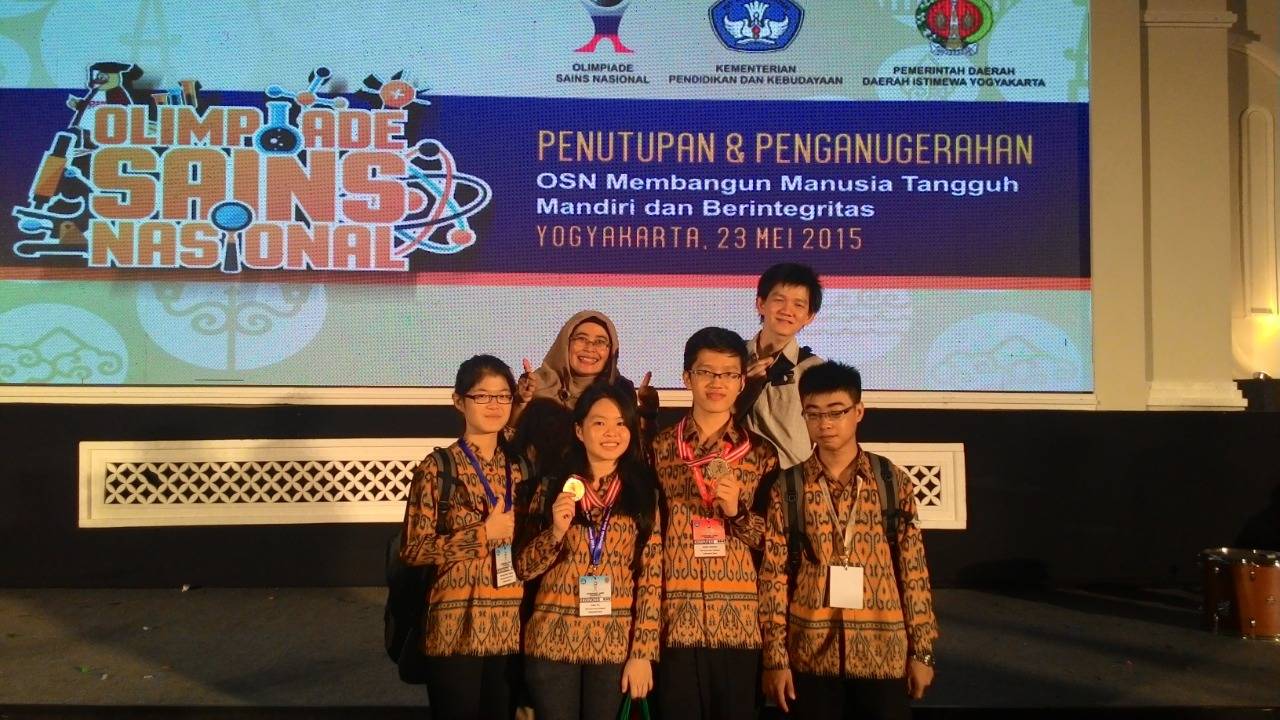 OLIMPIADE
SAINS NASIONAL
KEMENTERIAN
PENDIDIKAN DAN KEBUDAYAAN
PEMERINTAH DAERAH
DAERAH ISTIMEWA YOGYAKARTA
OLIMPIADE
SAINS
NASIONAL
PENUTUPAN & PENGANUGERAHAN
OSN Membangun Manusia Tangguh
Mandiri dan Berintegritas
YOGYAKARTA, 23 MEI 2015